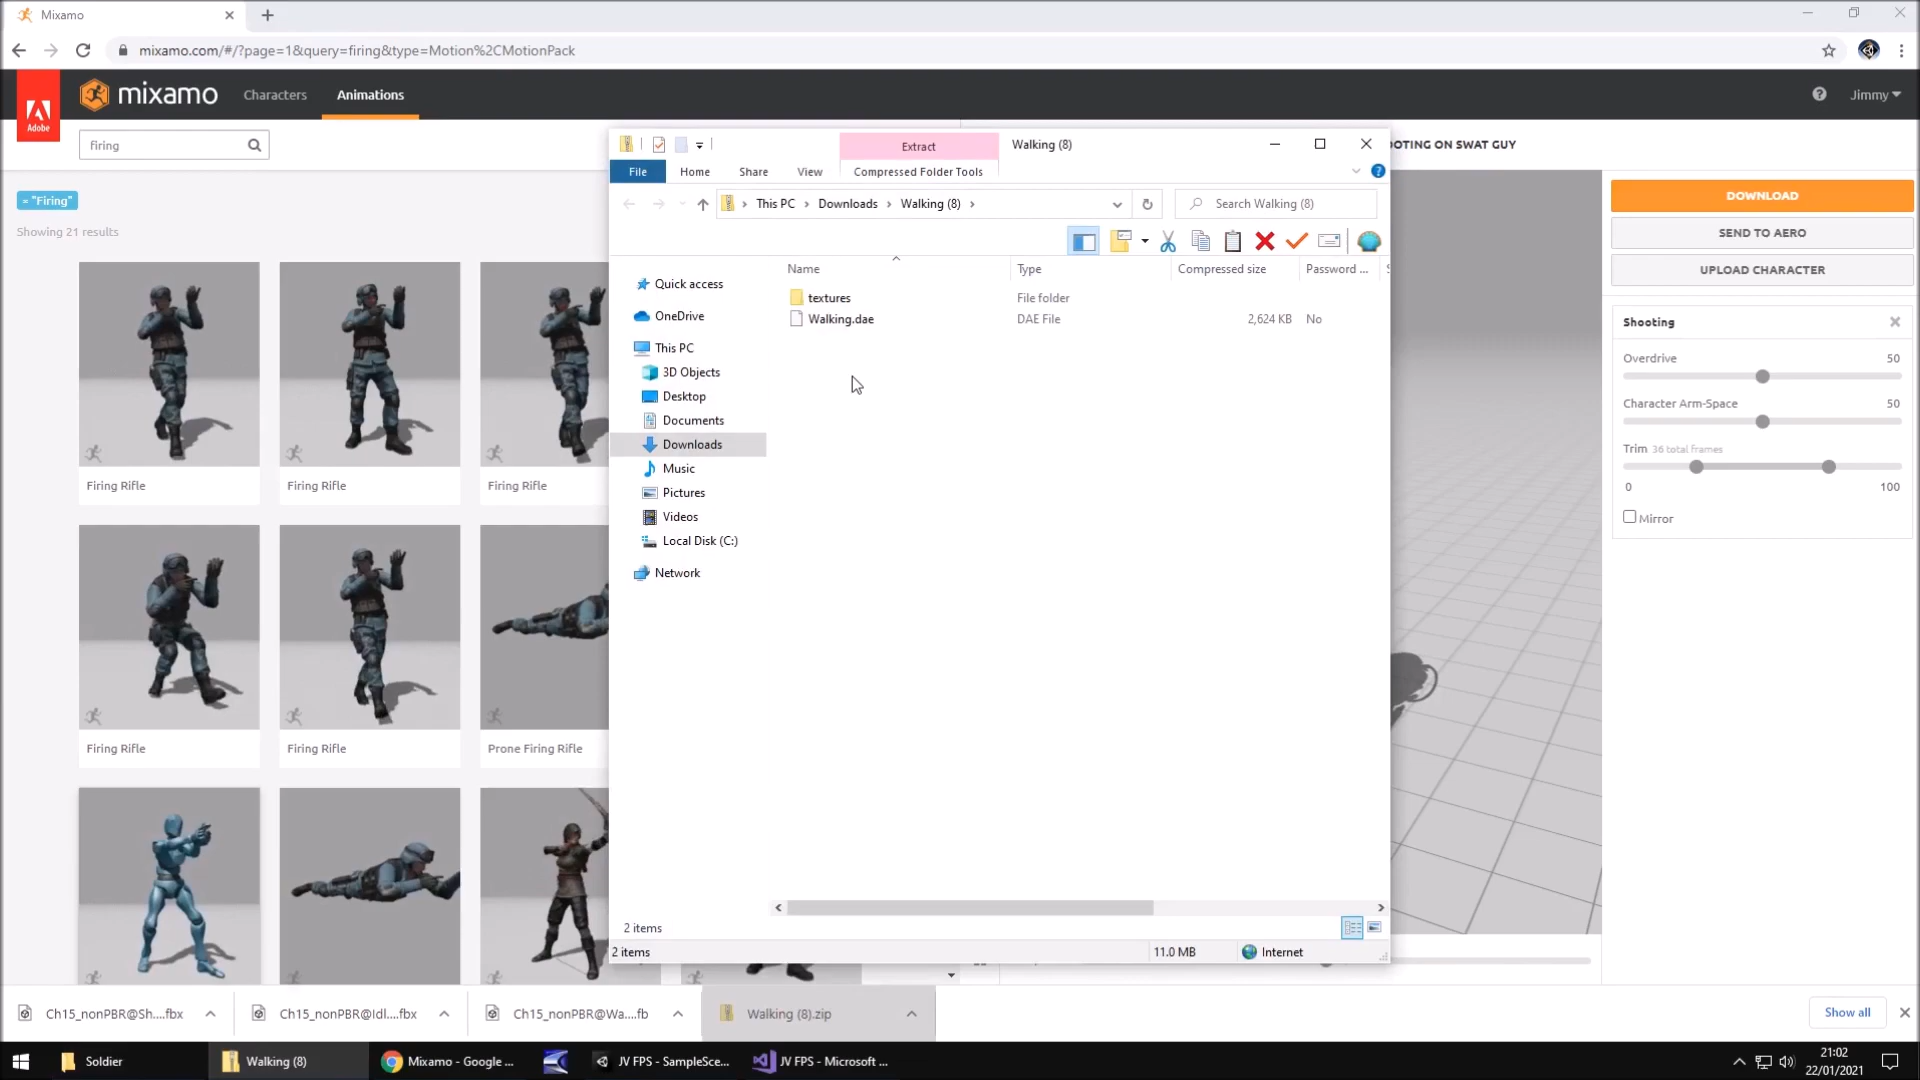 Mixamo
mixamo.com/#/?page=1&query=firing&type=Motion%2CMotionPack
Adobe
mixamo
Characters
Animations
Jimmy
firing
= "Firing"
Showing 21 results
Firing Rifle
Firing Rifle
Firing Rifle
Firing Rifle
Firing Rifle
Prone Firing Rifle
Extract
Walking (8)
File
Home
Share
View
Compressed Folder Tools
This PC
Downloads
Walking (8)
Search Walking (8)
Name
Type
Compressed size
Password ...
textures
File folder
Walking.dae
DAE File
2,624 KB
No
Quick access
OneDrive
This PC
3D Objects
Desktop
Documents
Downloads
Music
Pictures
Videos
Local Disk (C:)
Network
2 items
2 items
11.0 MB
Internet
OOTING ON SWAT GUY
DOWNLOAD
SEND TO AERO
UPLOAD CHARACTER
Shooting
Overdrive
50
Character Arm-Space
50
Trim 36 total frames
0
100
Mirror
Ch15_nonPBR@Sh....fbx
Ch15_nonPBR@Idl....fbx
Ch15_nonPBR@Wa....fb
Walking (8).zip
Show all
Soldier
Walking (8)
Mixamo - Google ...
JV FPS - SampleSce...
JV FPS - Microsoft ...
21:02
22/01/2021